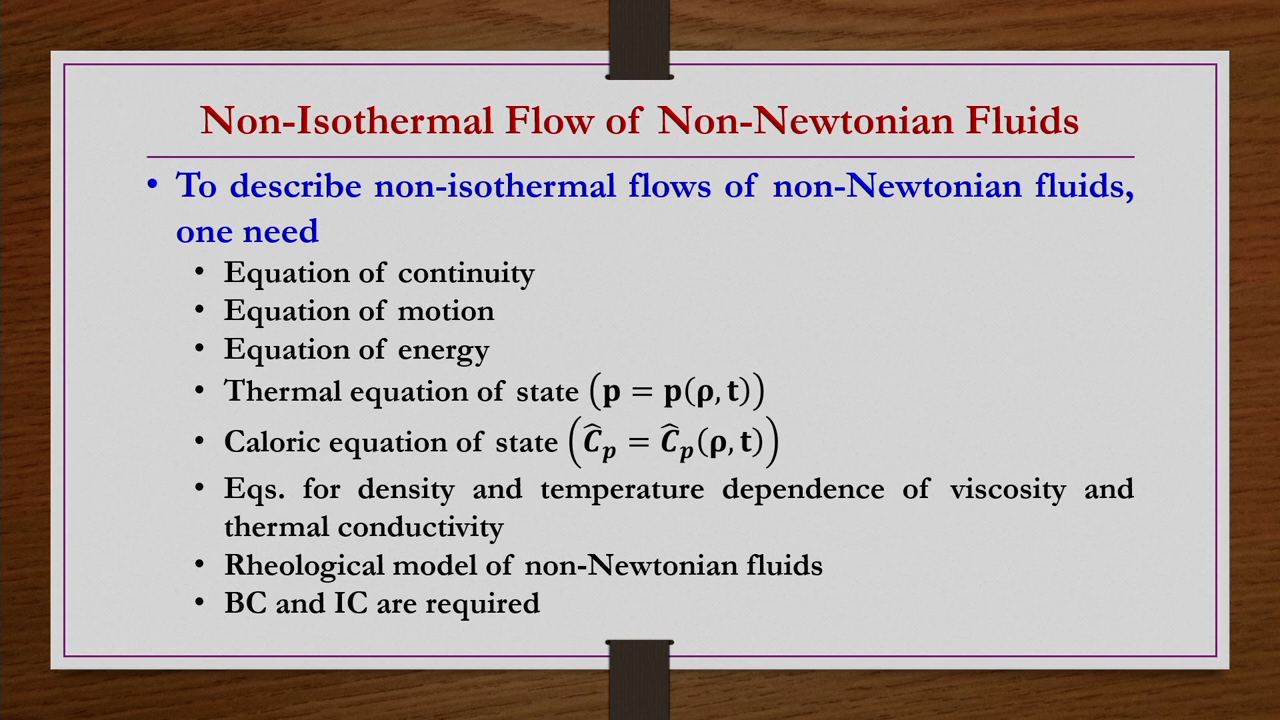 Non-Isothermal Flow of Non-Newtonian Fluids
• To describe non-isothermal flows of non-Newtonian fluids,
one need
• Equation of continuity
• Equation of motion
• Equation of energy
• Thermal equation of state (p = p(ρ, t))
• Caloric equation of state (Ĉₚ = Ĉₚ(ρ, t))
• Eqs. for density and temperature dependence of viscosity and
thermal conductivity
• Rheological model of non-Newtonian fluids
• BC and IC are required